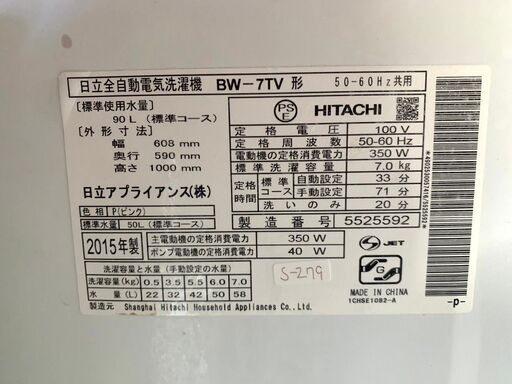 日立全自動電気洗濯機 BW-7TV 形 50-60Hz共用
[標準使用水量]
90L (標準コース)
[外形寸法]
幅 608 mm
奥行 590 mm
高さ 1000 mm
日立アプライアンス(株)
色相 P(ピンク)
標準水量 50L(標準コース)
2015年製
PS
E
HITACHI
定格電圧 100 V
定格周波数 50-60 Hz
電動機の定格消費電力 350 W
標準洗濯容量 7.0 kg
定格時間 標準コース 自動設定 33 分
手動設定 71 分
洗いのみ 20 分
製造番号 5525592
主電動機の定格消費電力 350 W
ポンプ電動機の定格消費電力 40 W
S-279
S JET
G
MADE IN CHINA
1CHSE1082-A
洗濯容量と水量 (手動設定の水量)
洗濯容量(kg) 0.5 3.5 5.5 6.0 7.0
水量(L) 22 32 42 50 58
製造元 Shanghai Hitachi Household Appliances Co., Ltd.
-p-